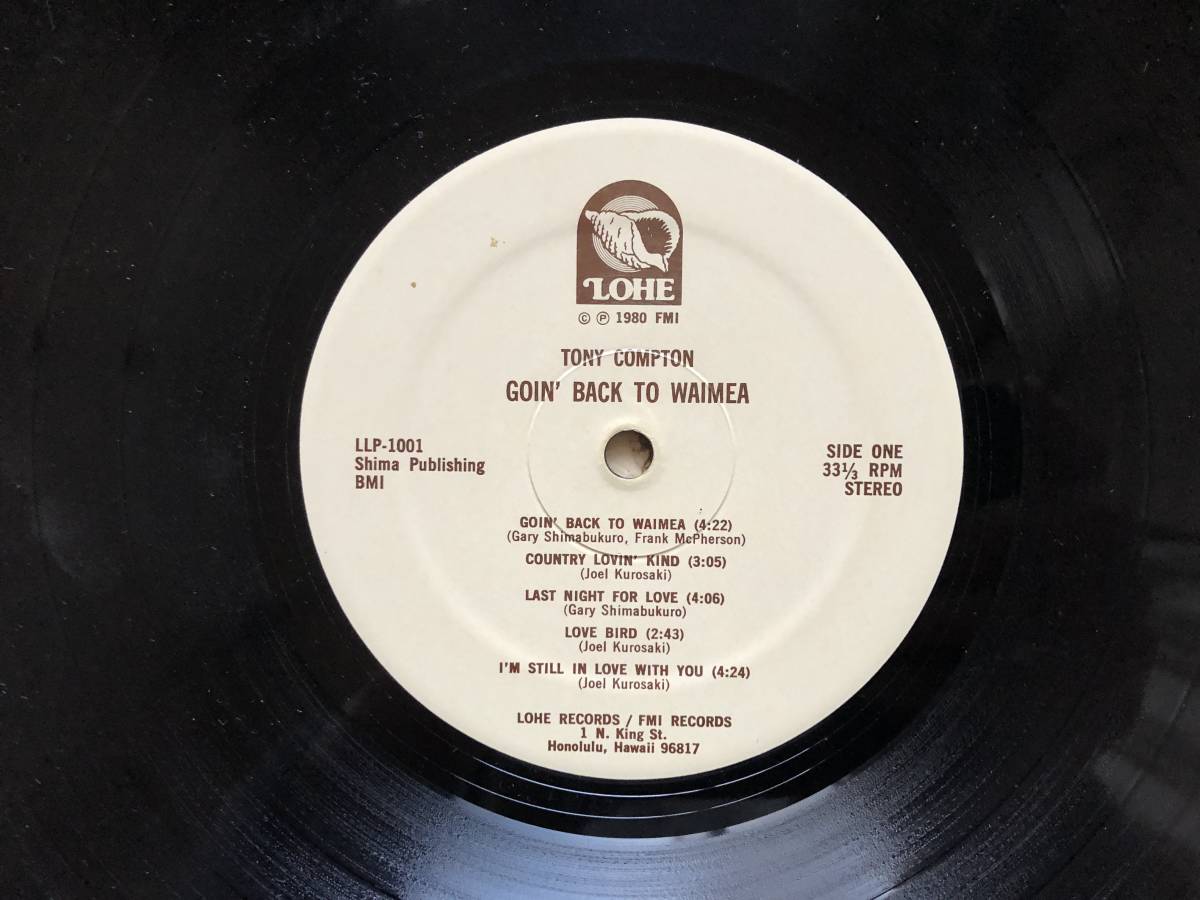 LOHE
© ℗ 1980 FMI
TONY COMPTON
GOIN' BACK TO WAIMEA
LLP-1001
Shima Publishing
BMI
SIDE ONE
33⅓ RPM
STEREO
GOIN' BACK TO WAIMEA (4:22)
(Gary Shimabukuro, Frank McPherson)
COUNTRY LOVIN' KIND (3:05)
(Joel Kurosaki)
LAST NIGHT FOR LOVE (4:06)
(Gary Shimabukuro)
LOVE BIRD (2:43)
(Joel Kurosaki)
I'M STILL IN LOVE WITH YOU (4:24)
(Joel Kurosaki)
LOHE RECORDS / FMI RECORDS
1 N. King St.
Honolulu, Hawaii 96817